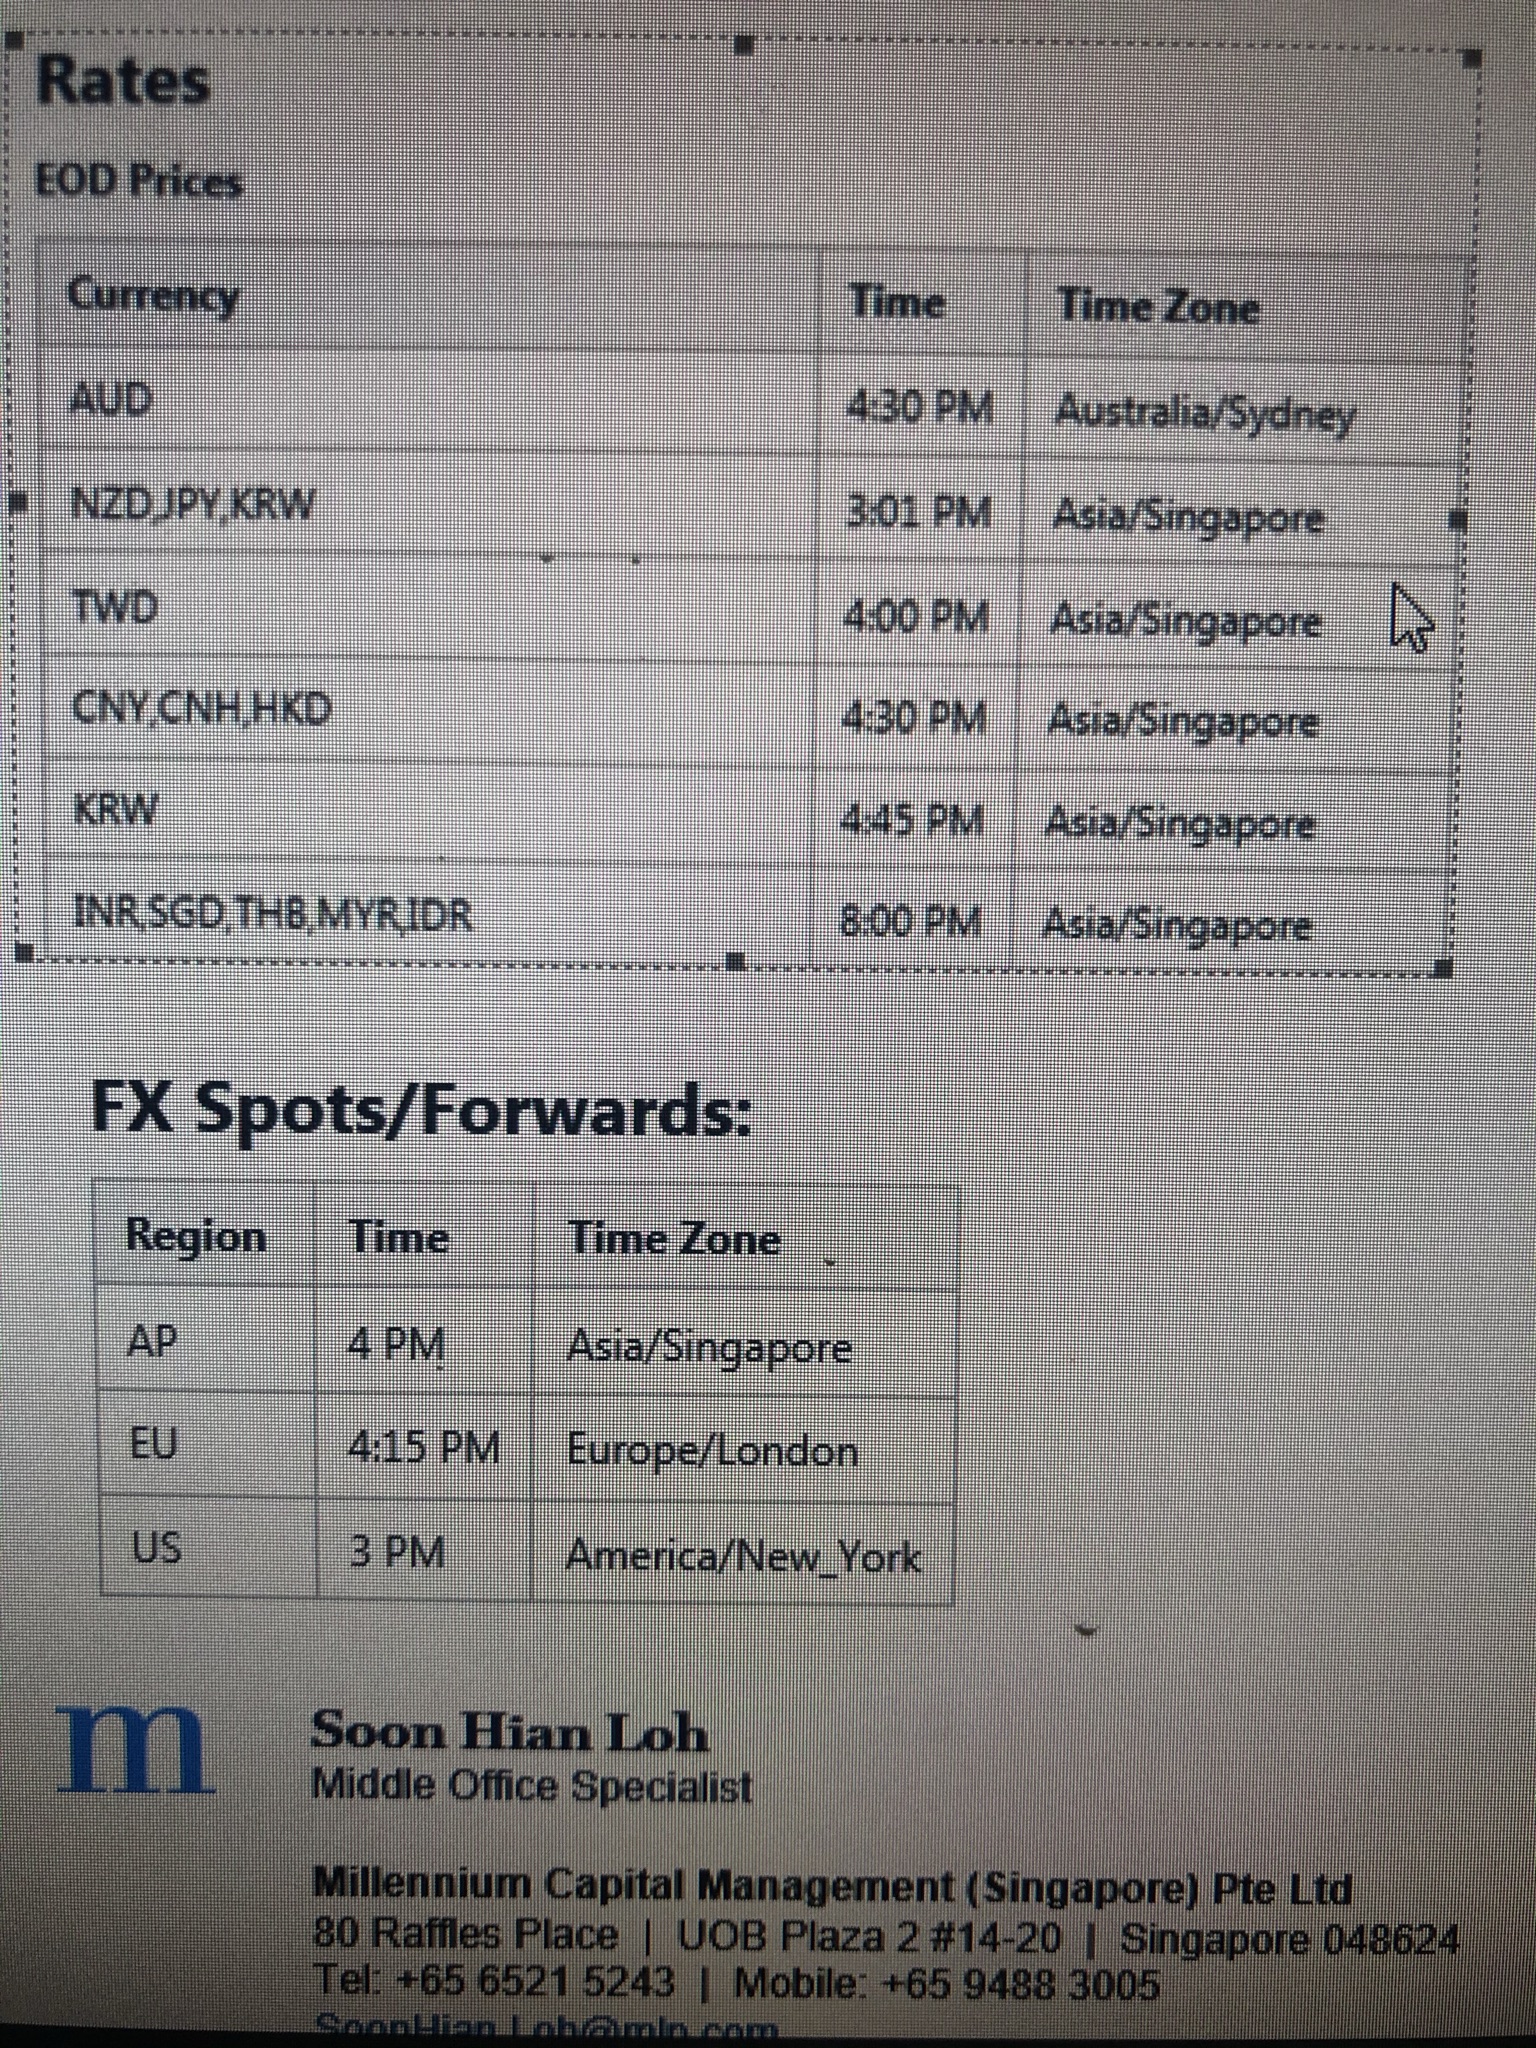 Rates
EOD Prices
Currency Time Time Zone
AUD 4:30 PM Australia/Sydney
NZD,JPY,KRW 3:01 PM Asia/Singapore
TWD 4:00 PM Asia/Singapore
CNY,CNH,HKD 4:30 PM Asia/Singapore
KRW 4:45 PM Asia/Singapore
INR,SGD,THB,MYR,IDR 8:00 PM Asia/Singapore
FX Spots/Forwards:
Region Time Time Zone
AP 4 PM Asia/Singapore
EU 4:15 PM Europe/London
US 3 PM America/New_York
m
Soon Hian Loh
Middle Office Specialist
Millennium Capital Management (Singapore) Pte Ltd
80 Raffles Place | UOB Plaza 2 #14-20 | Singapore 048624
Tel: +65 6521 5243 | Mobile: +65 9488 3005
SoonHian.Loh@mlp.com